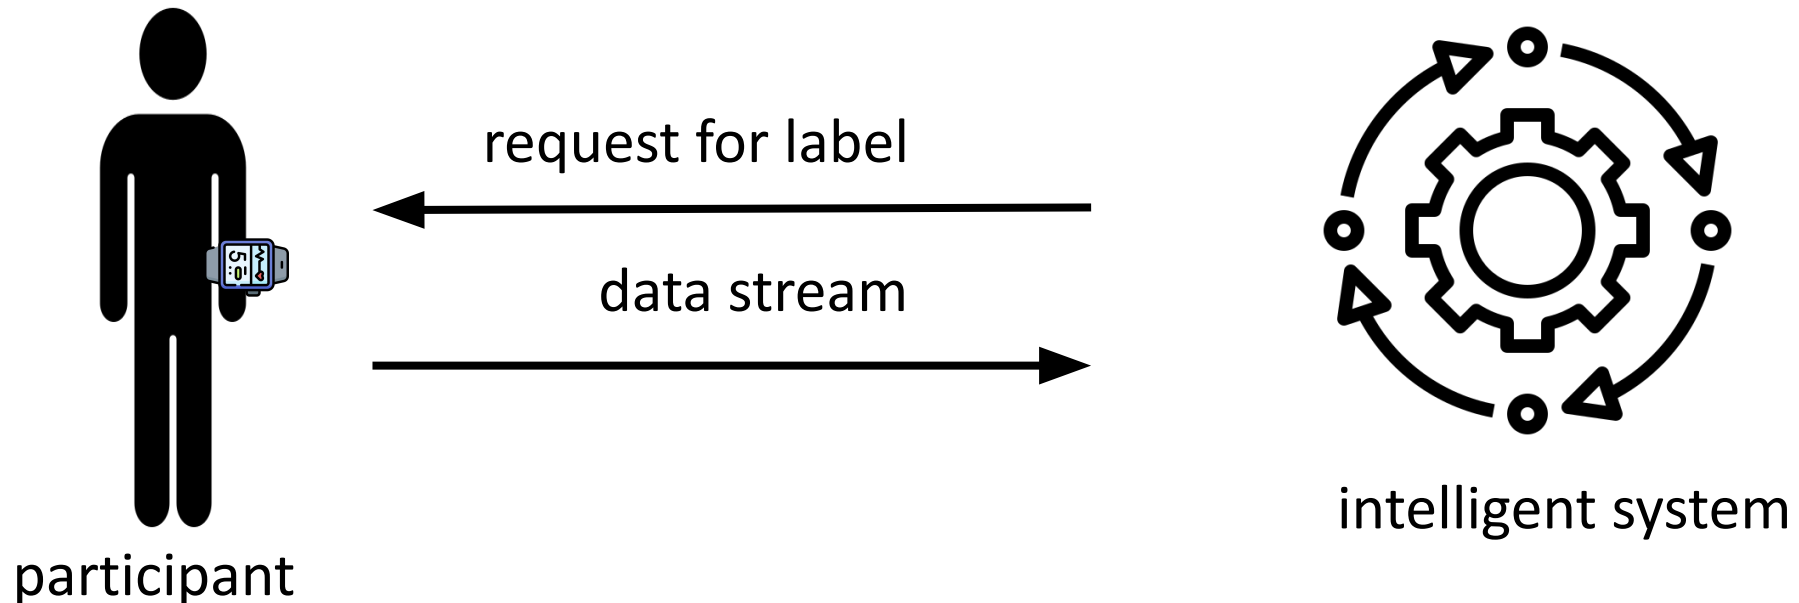 request for label
data stream
intelligent system
participant